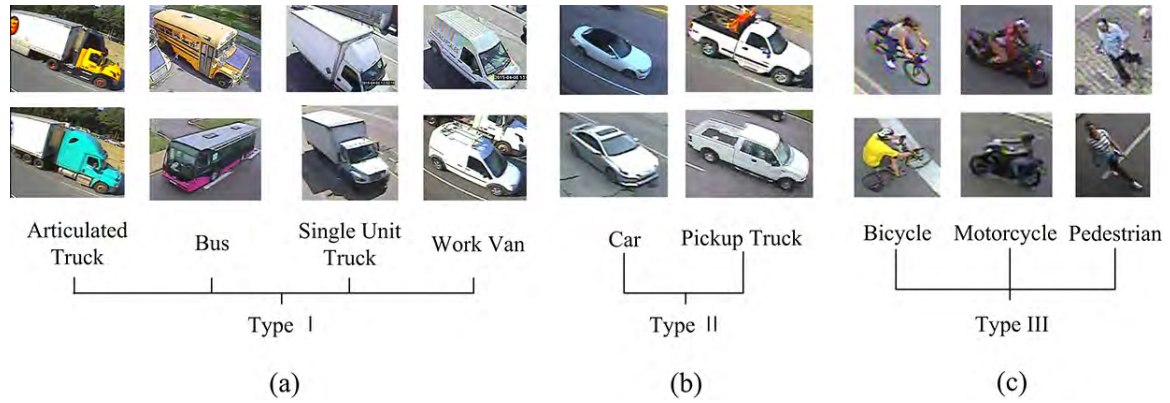 Articulated
Truck
Bus
Single Unit
Truck
Work Van
Car
Pickup Truck
Bicycle
Motorcycle
Pedestrian
Type I
Type II
Type III
(a)
(b)
(c)